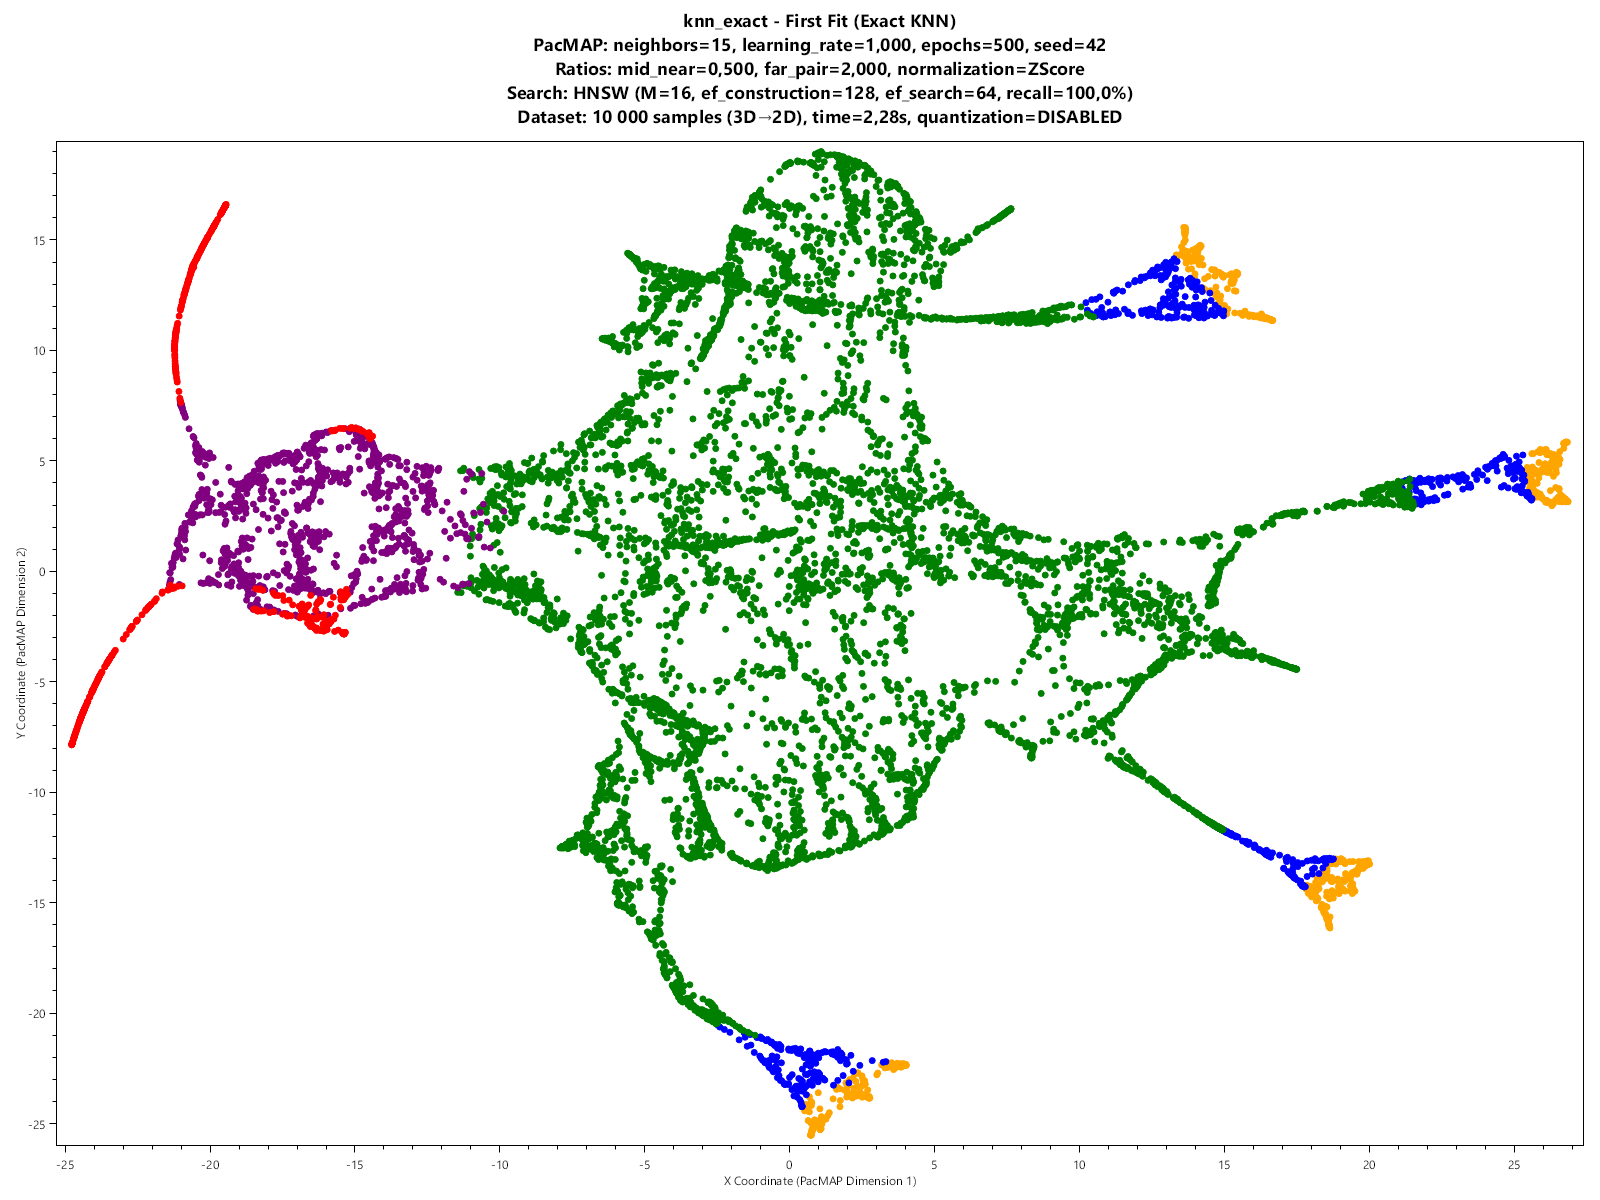 knn_exact - First Fit (Exact KNN)
PacMAP: neighbors=15, learning_rate=1,000, epochs=500, seed=42
Ratios: mid_near=0,500, far_pair=2,000, normalization=ZScore
Search: HNSW (M=16, ef_construction=128, ef_search=64, recall=100,0%)
Dataset: 10 000 samples (3D→2D), time=2,28s, quantization=DISABLED
Y Coordinate (PacMAP Dimension 2)
15
10
5
0
-5
-10
-15
-20
-25
-25 -20 -15 -10 -5 0 5 10 15 20 25
X Coordinate (PacMAP Dimension 1)